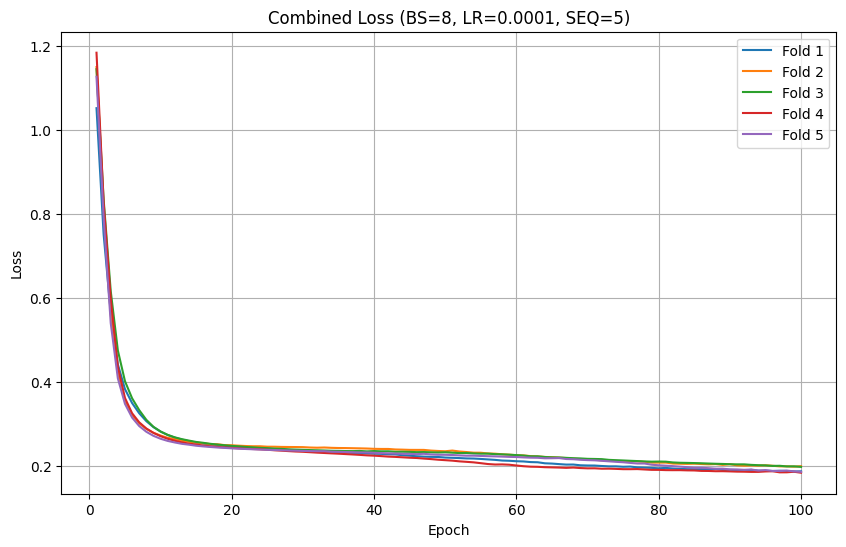 Combined Loss (BS=8, LR=0.0001, SEQ=5)
Fold 1
Fold 2
Fold 3
Fold 4
Fold 5
Loss
1.2
1.0
0.8
0.6
0.4
0.2
0 20 40 60 80 100
Epoch